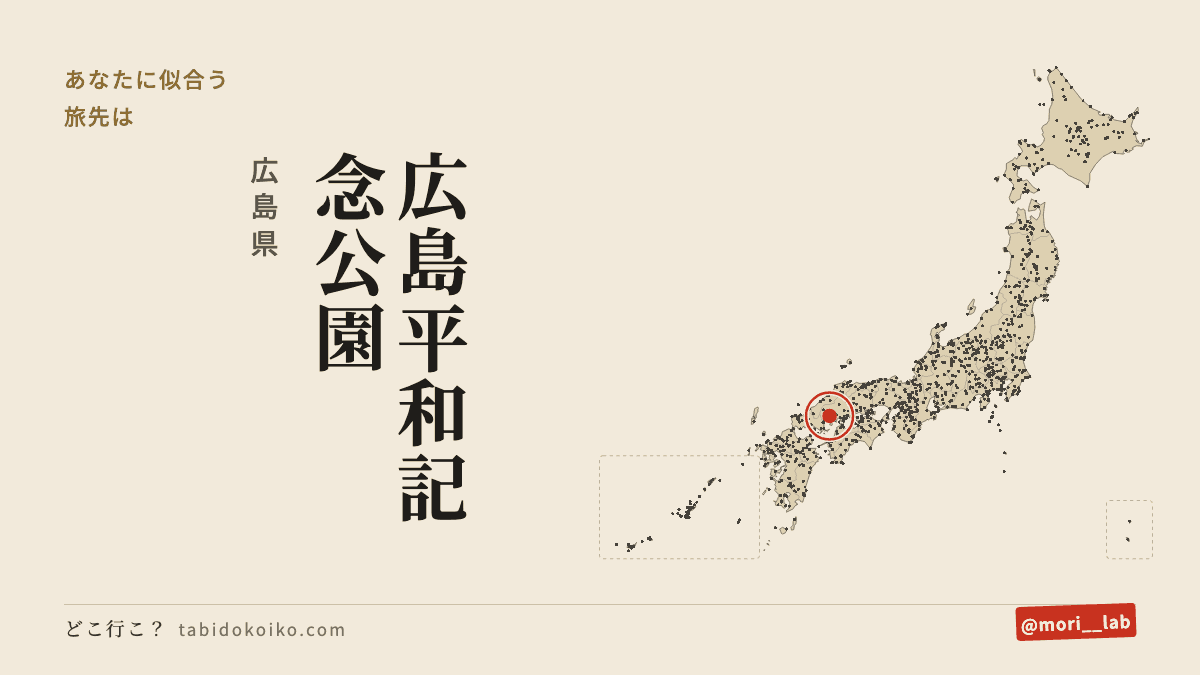 あなたに似合う
旅先は
広島平和記
念公園
広島県
どこ行こ？ tabidokoiko.com
@mori__lab